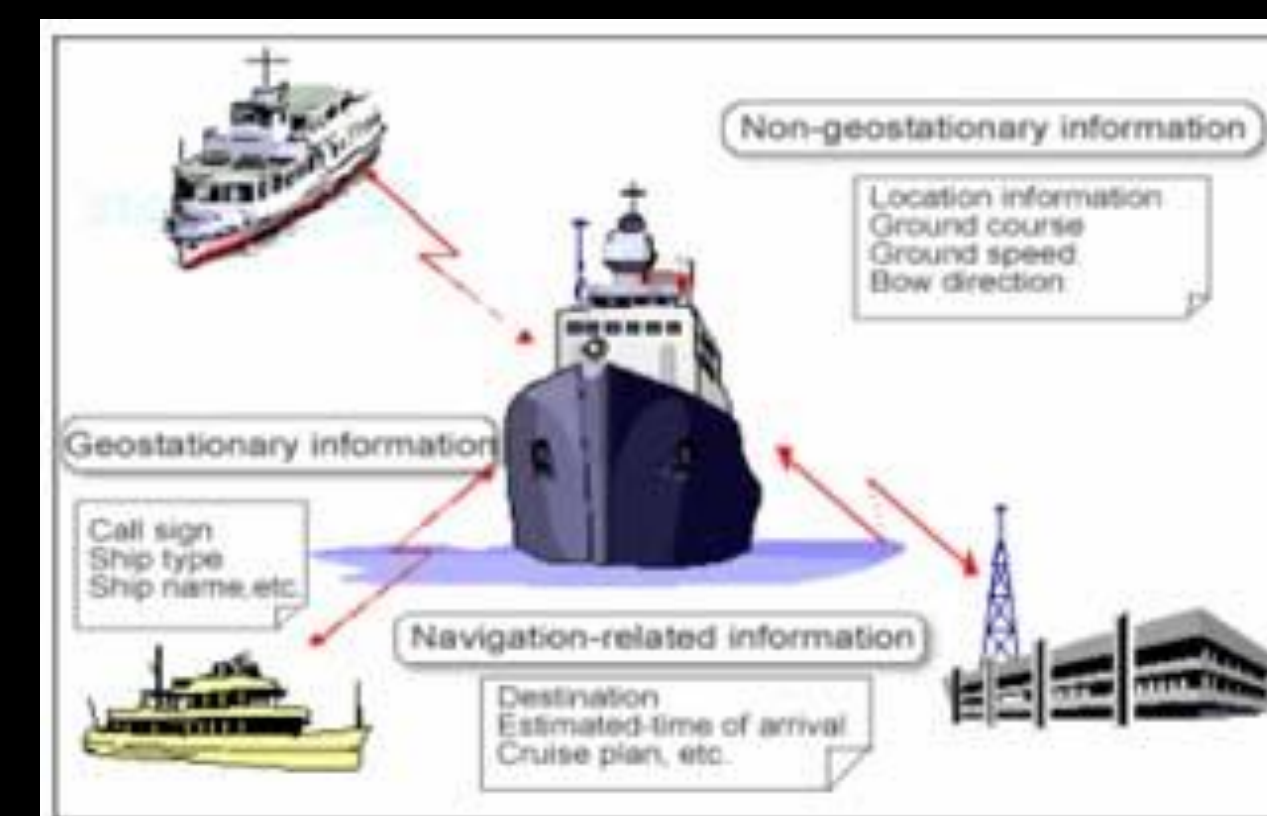 Non-geostationary information
Location information
Ground course
Ground speed
Bow direction
Geostationary information
Call sign
Ship type
Ship name,etc.
Navigation-related information
Destination
Estimated-time of arrival
Cruise plan, etc.